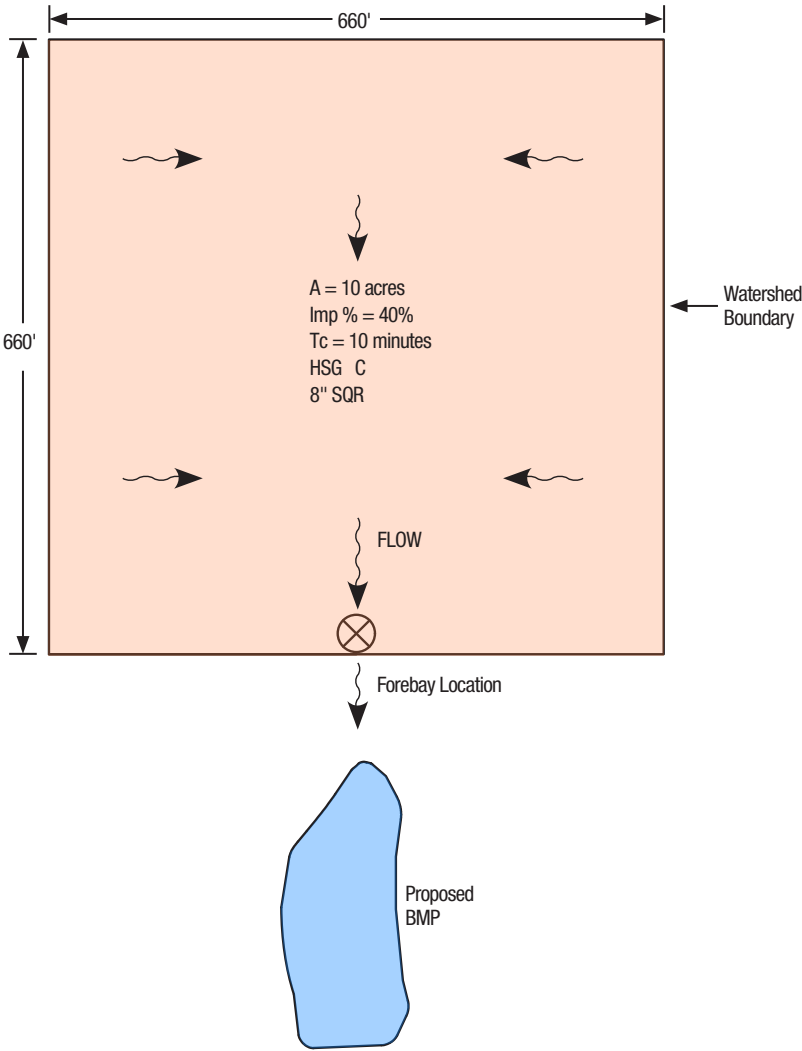 660'
A = 10 acres
Imp % = 40%
Tc = 10 minutes
HSG C
8" SQR
Watershed
Boundary
660'
FLOW
Forebay Location
Proposed
BMP